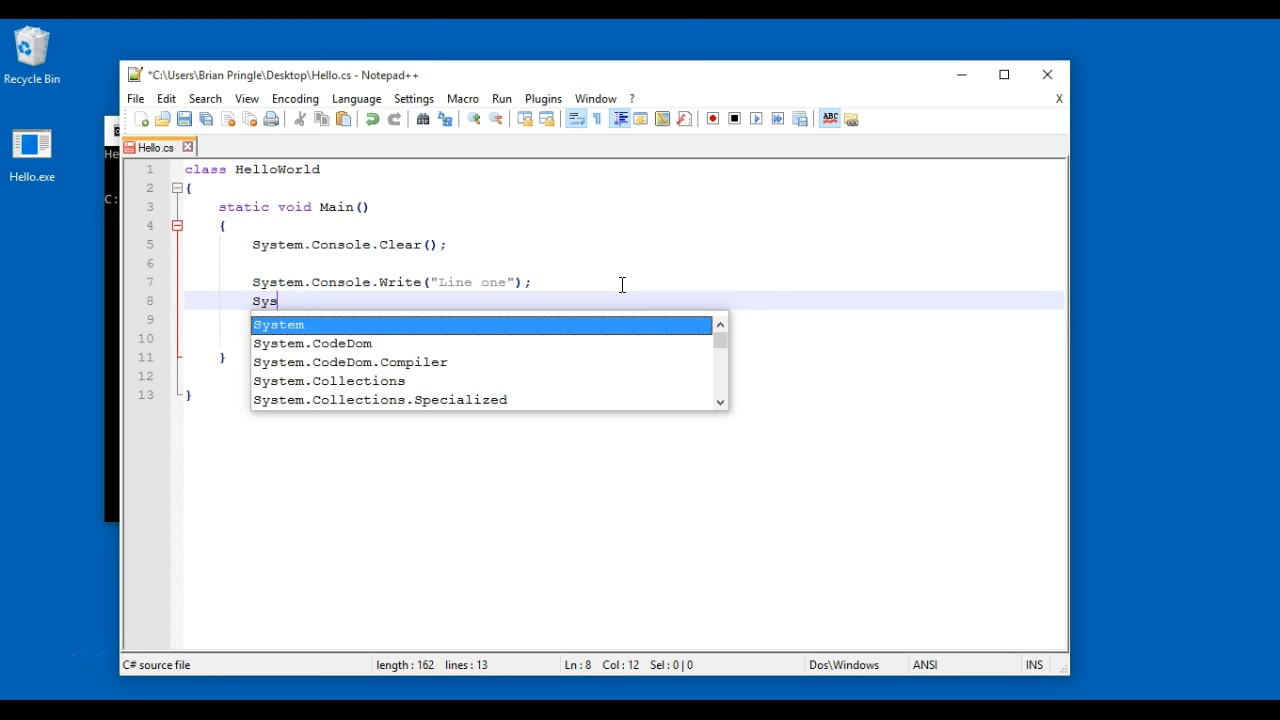 Recycle Bin
Hello.exe
*C:\Users\Brian Pringle\Desktop\Hello.cs - Notepad++
File Edit Search View Encoding Language Settings Macro Run Plugins Window ? X
ABC
Hello.cs
He
C:
1 class HelloWorld
2 {
3 static void Main()
4 {
5 System.Console.Clear();
6
7 System.Console.Write("Line one");
8 Sys
9
10
11 }
12
13 }
System
System.CodeDom
System.CodeDom.Compiler
System.Collections
System.Collections.Specialized
C# source file length : 162 lines : 13 Ln : 8 Col : 12 Sel : 0 | 0 Dos\Windows ANSI INS